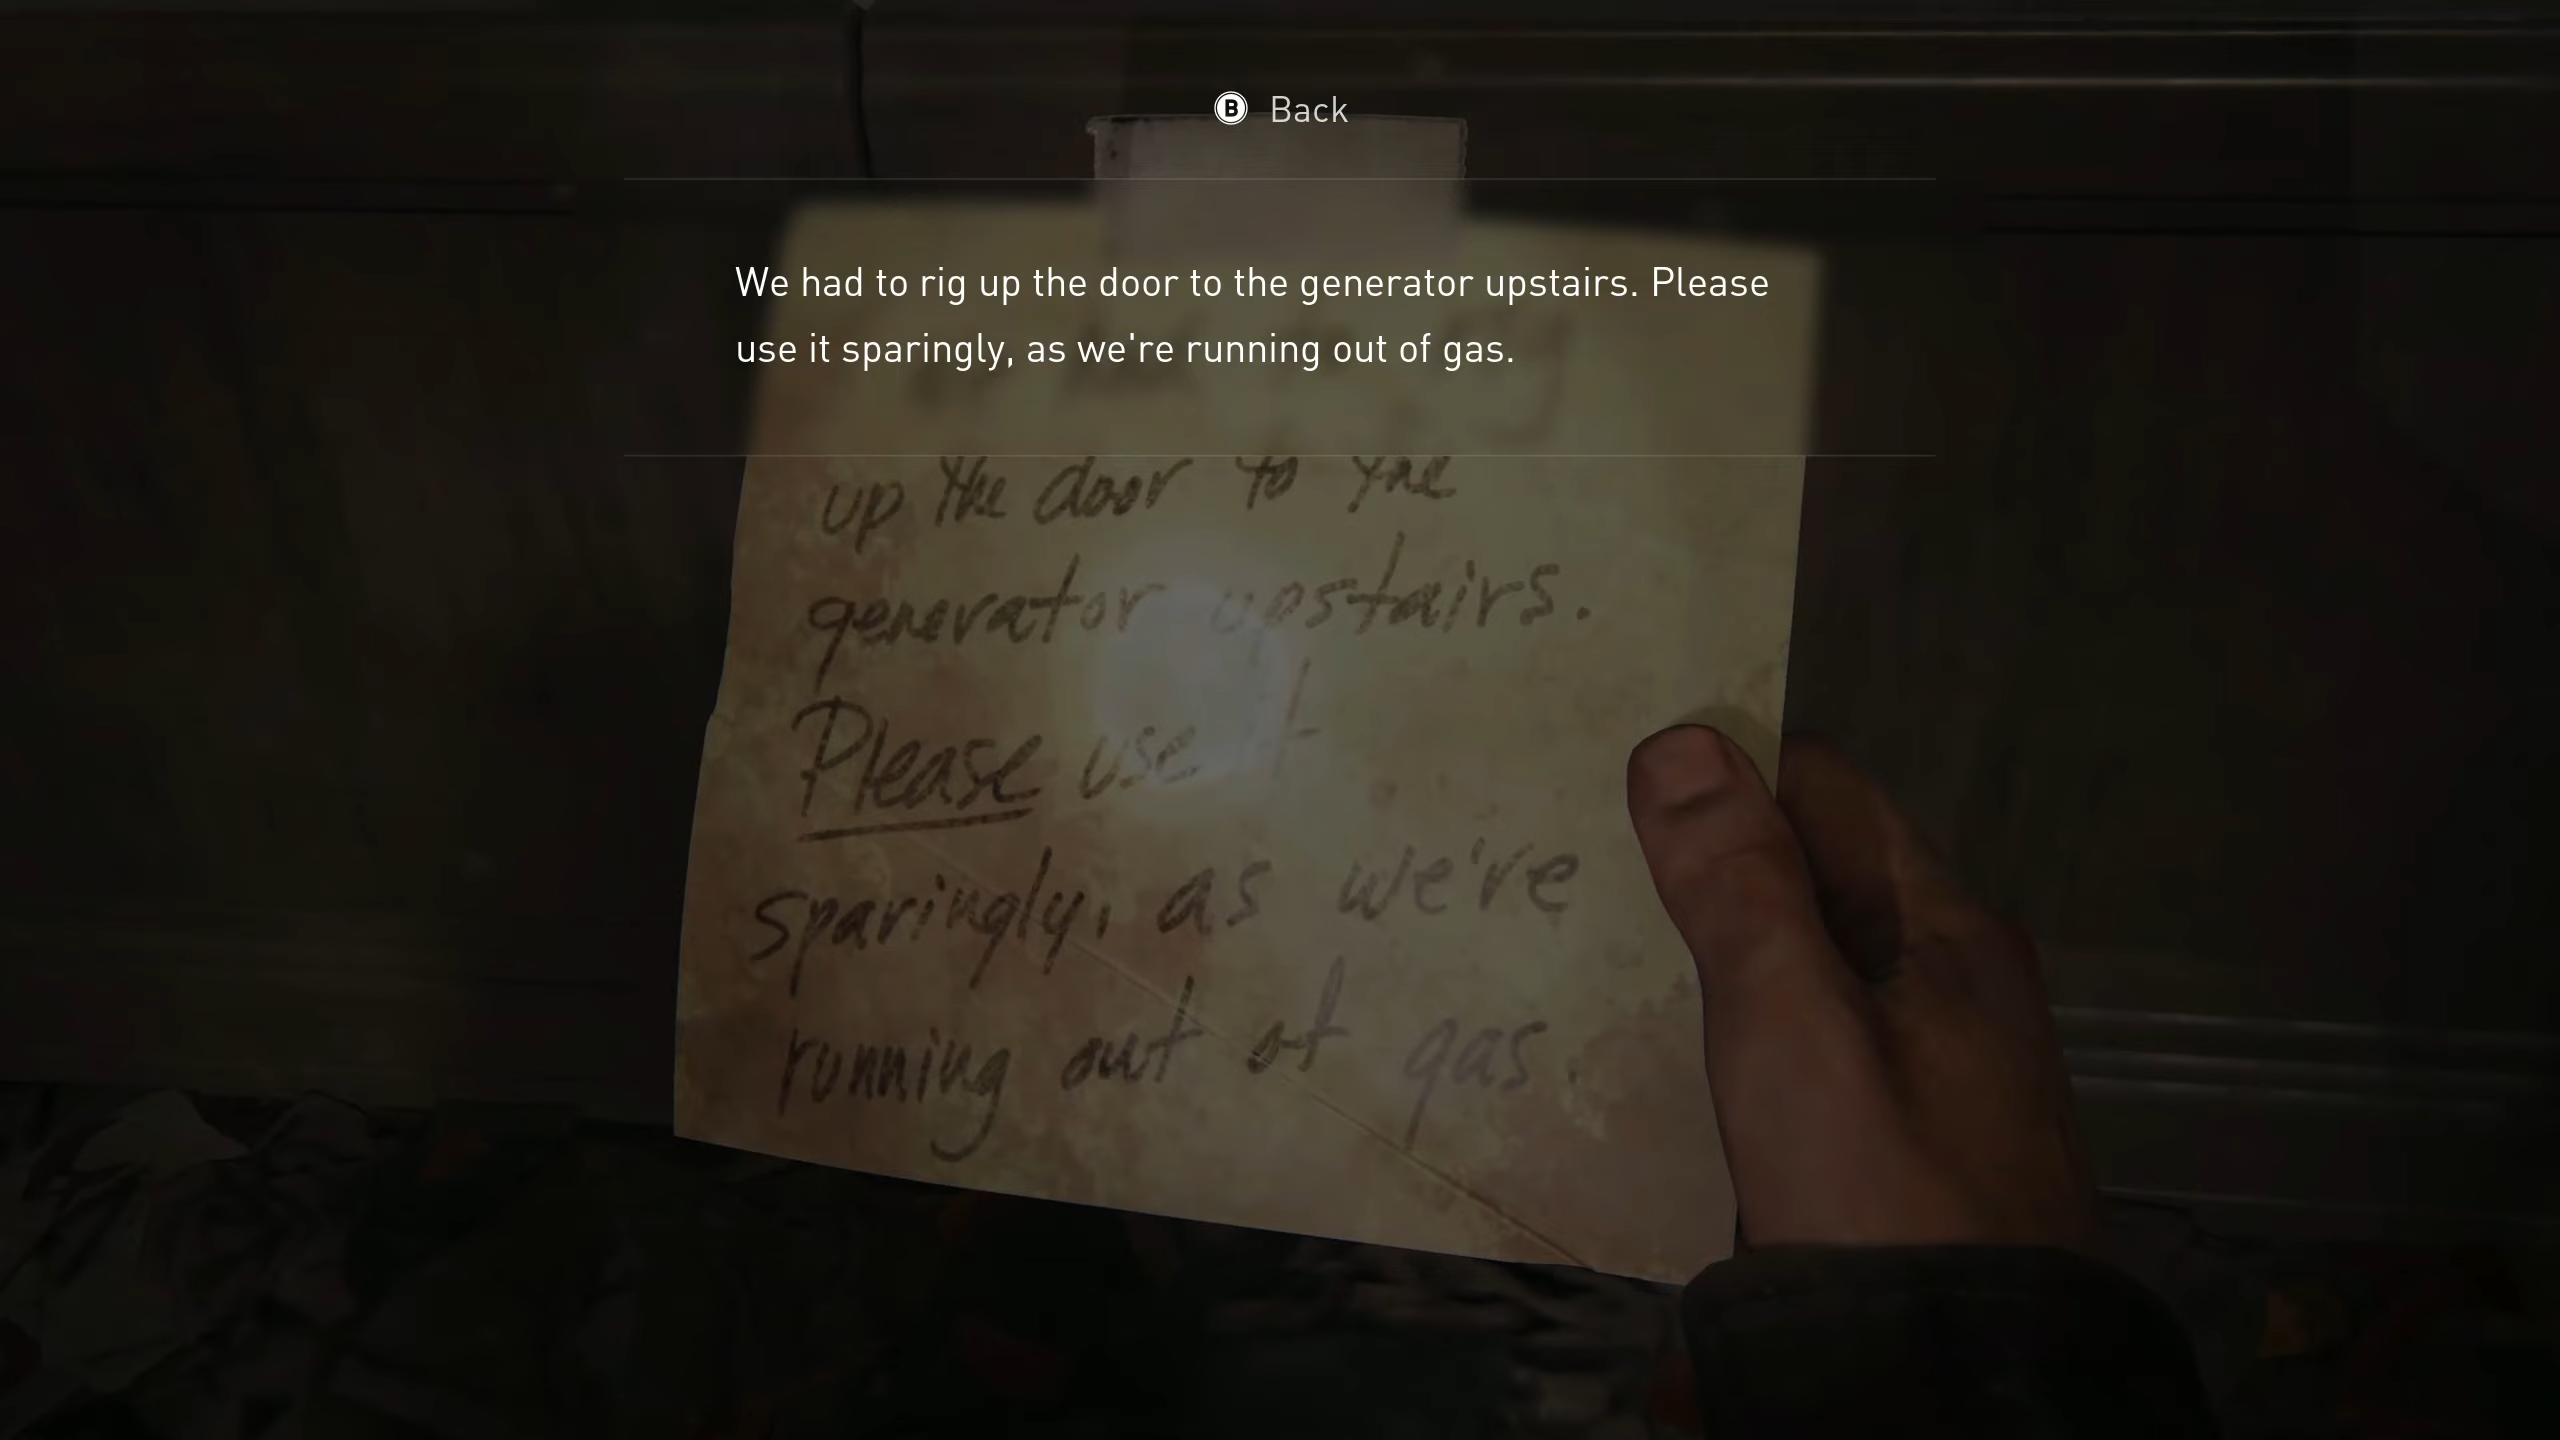 B Back
We had to rig up the door to the generator upstairs. Please
use it sparingly, as we're running out of gas.
up the door to the
generator upstairs.
Please use it
sparingly, as we're
running out of gas.